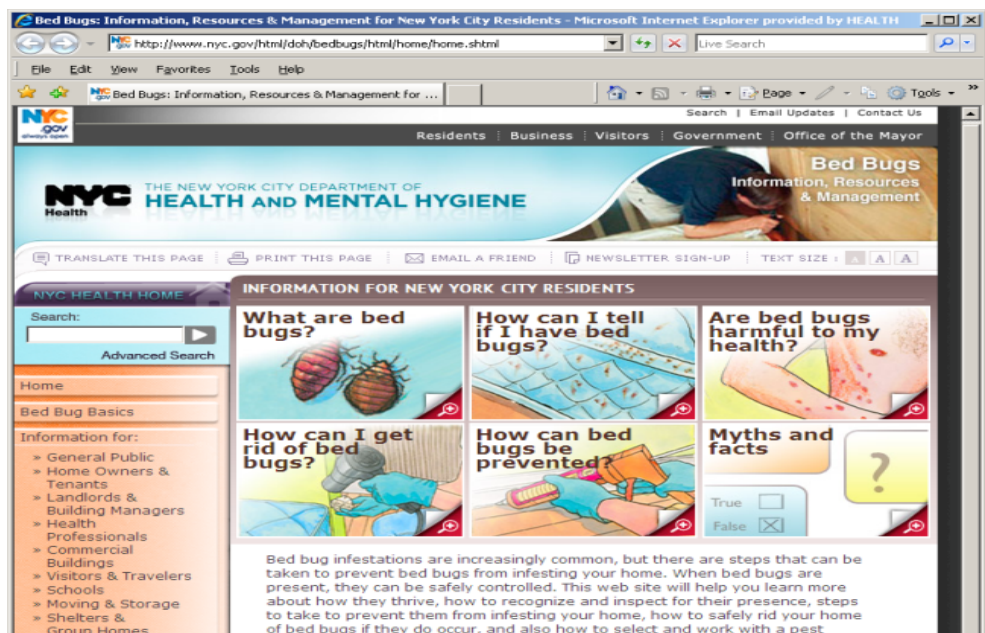 Bed Bugs: Information, Resources & Management for New York City Residents - Microsoft Internet Explorer provided by HEALTH
http://www.nyc.gov/html/doh/bedbugs/html/home/home.shtml
Live Search
File Edit View Favorites Tools Help
Bed Bugs: Information, Resources & Management for ...
Page Tools
NYC
.gov
always open
Search | Email Updates | Contact Us
Residents Business Visitors Government Office of the Mayor
NYC
Health
THE NEW YORK CITY DEPARTMENT OF
HEALTH AND MENTAL HYGIENE
Bed Bugs
Information, Resources
& Management
TRANSLATE THIS PAGE PRINT THIS PAGE EMAIL A FRIEND NEWSLETTER SIGN-UP TEXT SIZE : A A A
NYC HEALTH HOME
Search:
Advanced Search
Home
Bed Bug Basics
Information for:
» General Public
» Home Owners &
Tenants
» Landlords &
Building Managers
» Health
Professionals
» Commercial
Buildings
» Visitors & Travelers
» Schools
» Moving & Storage
» Shelters &
Group Homes
INFORMATION FOR NEW YORK CITY RESIDENTS
What are bed
bugs?
How can I tell
if I have bed
bugs?
Are bed bugs
harmful to my
health?
How can I get
rid of bed
bugs?
How can bed
bugs be
prevented?
Myths and
facts
?
True
False
Bed bug infestations are increasingly common, but there are steps that can be
taken to prevent bed bugs from infesting your home. When bed bugs are
present, they can be safely controlled. This web site will help you learn more
about how they thrive, how to recognize and inspect for their presence, steps
to take to prevent them from infesting your home, how to safely rid your home
of bed bugs if they do occur, and also how to select and work with a pest